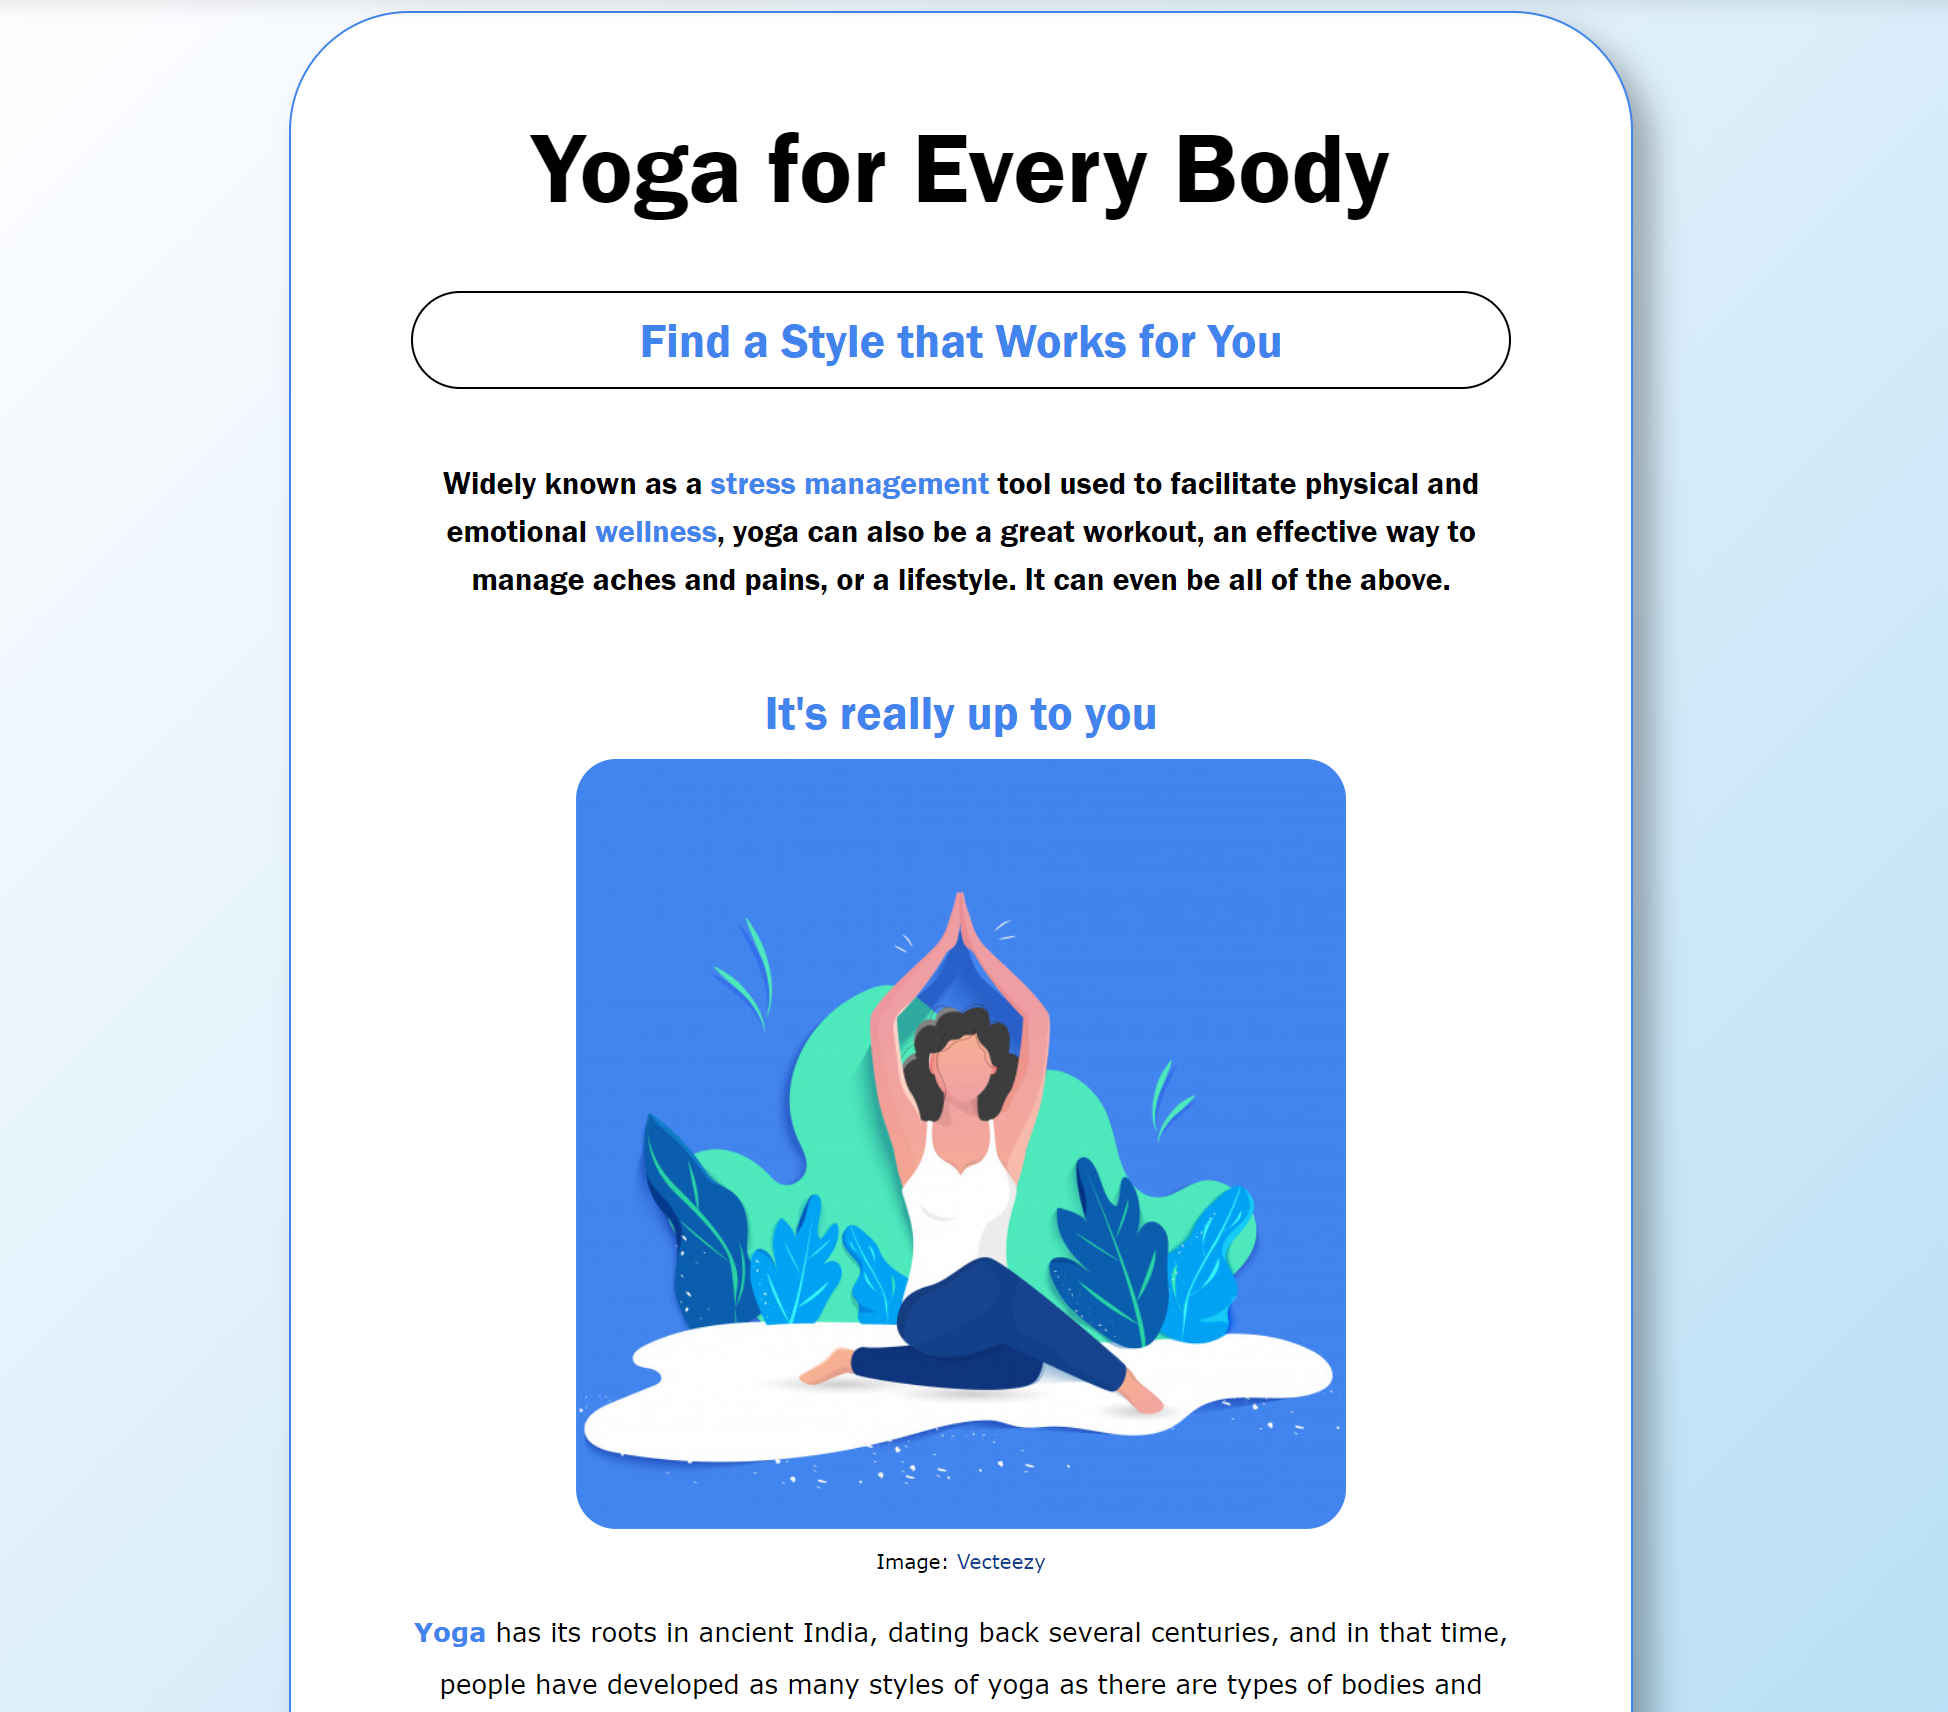 Yoga for Every Body
Find a Style that Works for You
Widely known as a stress management tool used to facilitate physical and
emotional wellness, yoga can also be a great workout, an effective way to
manage aches and pains, or a lifestyle. It can even be all of the above.
It's really up to you
Image: Vecteezy
Yoga has its roots in ancient India, dating back several centuries, and in that time,
people have developed as many styles of yoga as there are types of bodies and